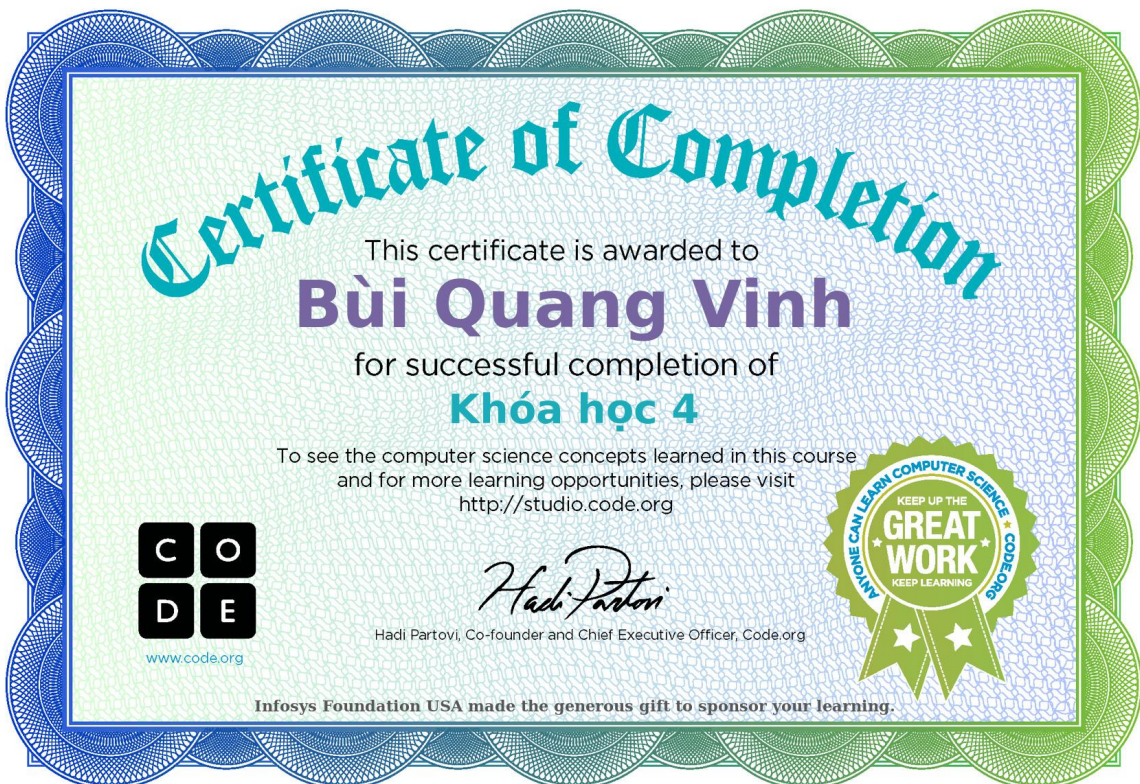 Certificate of Completion
This certificate is awarded to
Bùi Quang Vinh
for successful completion of
Khóa học 4
To see the computer science concepts learned in this course
and for more learning opportunities, please visit
http://studio.code.org
C O
D E
www.code.org
Hadi Partovi
Hadi Partovi, Co-founder and Chief Executive Officer, Code.org
ANYONE CAN LEARN COMPUTER SCIENCE ★ CODE.ORG
KEEP UP THE
GREAT
WORK
KEEP LEARNING
Infosys Foundation USA made the generous gift to sponsor your learning.